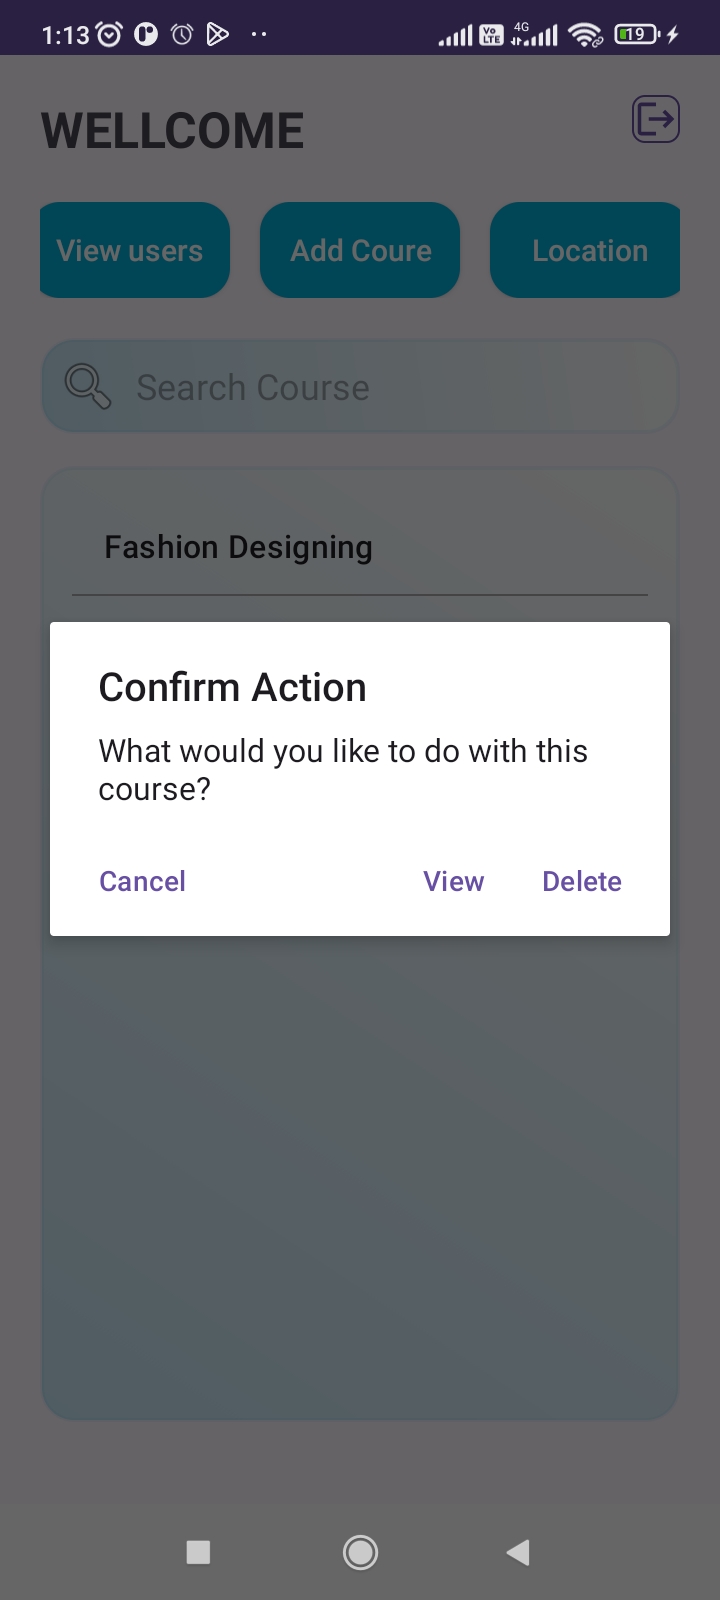 1:13
Vo LTE
4G
19
WELLCOME
View users
Add Coure
Location
Search Course
Fashion Designing
Confirm Action
What would you like to do with this
course?
Cancel
View
Delete